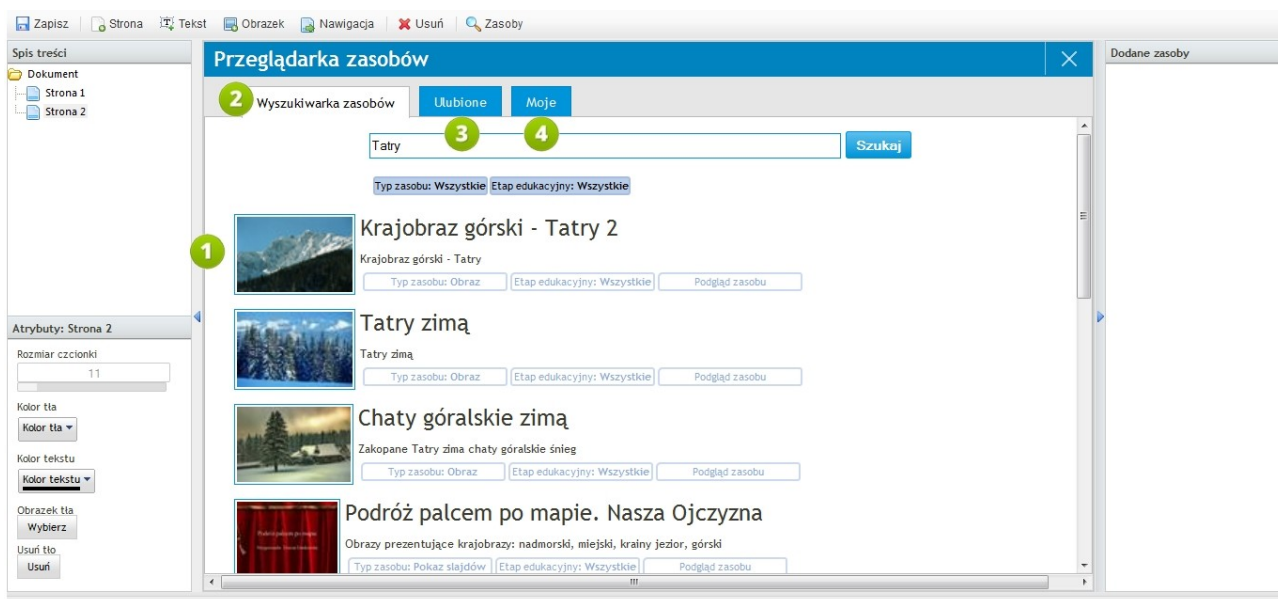 Zapisz Strona Tekst Obrazek Nawigacja Usuń Zasoby
Spis treści
Dokument
Strona 1
Strona 2
Atrybuty: Strona 2
Rozmiar czcionki
11
Kolor tła
Kolor tła
Kolor tekstu
Kolor tekstu
Obrazek tła
Wybierz
Usuń tło
Usuń
Przeglądarka zasobów
2 Wyszukiwarka zasobów Ulubione Moje
3 4
Tatry Szukaj
Typ zasobu: Wszystkie Etap edukacyjny: Wszystkie
1
Krajobraz górski - Tatry 2
Krajobraz górski - Tatry
Typ zasobu: Obraz Etap edukacyjny: Wszystkie Podgląd zasobu
Tatry zimą
Tatry zimą
Typ zasobu: Obraz Etap edukacyjny: Wszystkie Podgląd zasobu
Chaty góralskie zimą
Zakopane Tatry zima chaty góralskie śnieg
Typ zasobu: Obraz Etap edukacyjny: Wszystkie Podgląd zasobu
Podróż palcem po mapie. Nasza Ojczyzna
Obrazy prezentujące krajobrazy: nadmorski, miejski, krainy jezior, górski
Typ zasobu: Pokaz slajdów Etap edukacyjny: Wszystkie Podgląd zasobu
Podróż palcem po mapie
Dodane zasoby